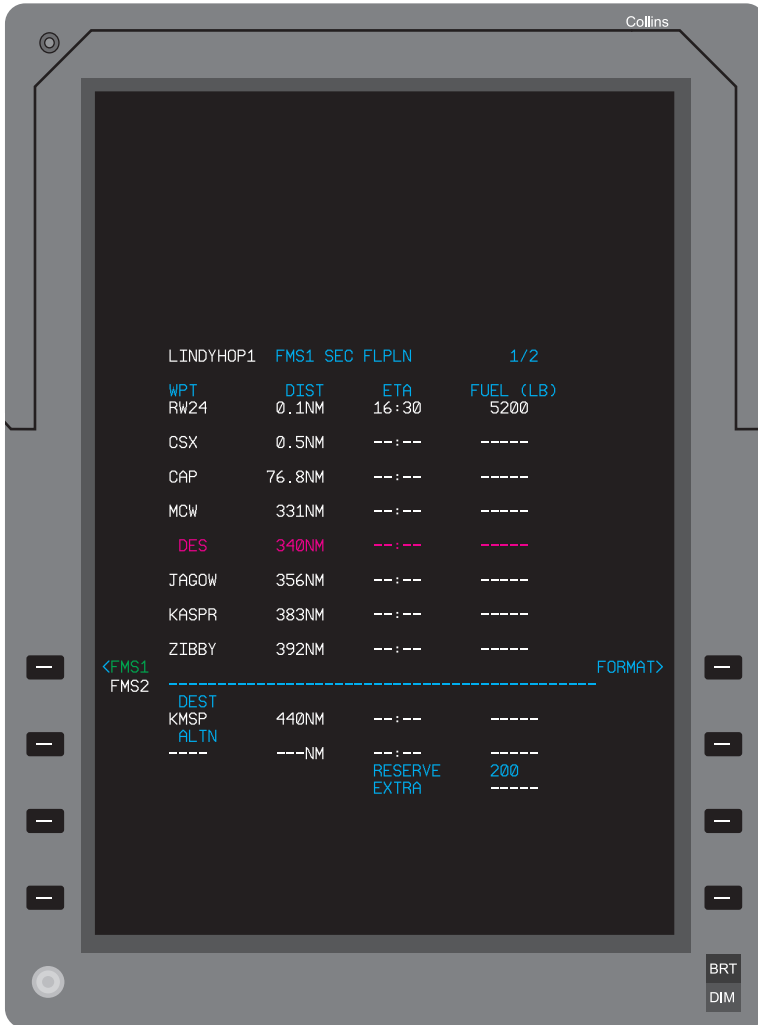 Collins
LINDYHOP1 FMS1 SEC FLPLN 1/2
WPT DIST ETA FUEL (LB)
RW24 0.1NM 16:30 5200
CSX 0.5NM --:-- -----
CAP 76.8NM --:-- -----
MCW 331NM --:-- -----
DES 340NM --:-- -----
JAGOW 356NM --:-- -----
KASPR 383NM --:-- -----
ZIBBY 392NM --:-- -----
<FMS1 FORMAT>
FMS2 --------------------------------------------
DEST
KMSP 440NM --:-- -----
ALTN
---- ---NM --:-- -----
RESERVE 200
EXTRA -----
BRT
DIM